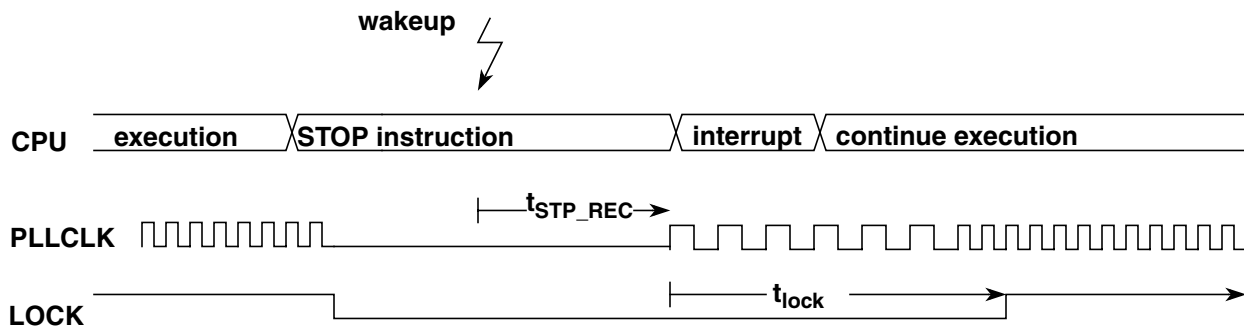 wakeup
CPU execution STOP instruction interrupt continue execution
tSTP_REC
PLLCLK
tlock
LOCK